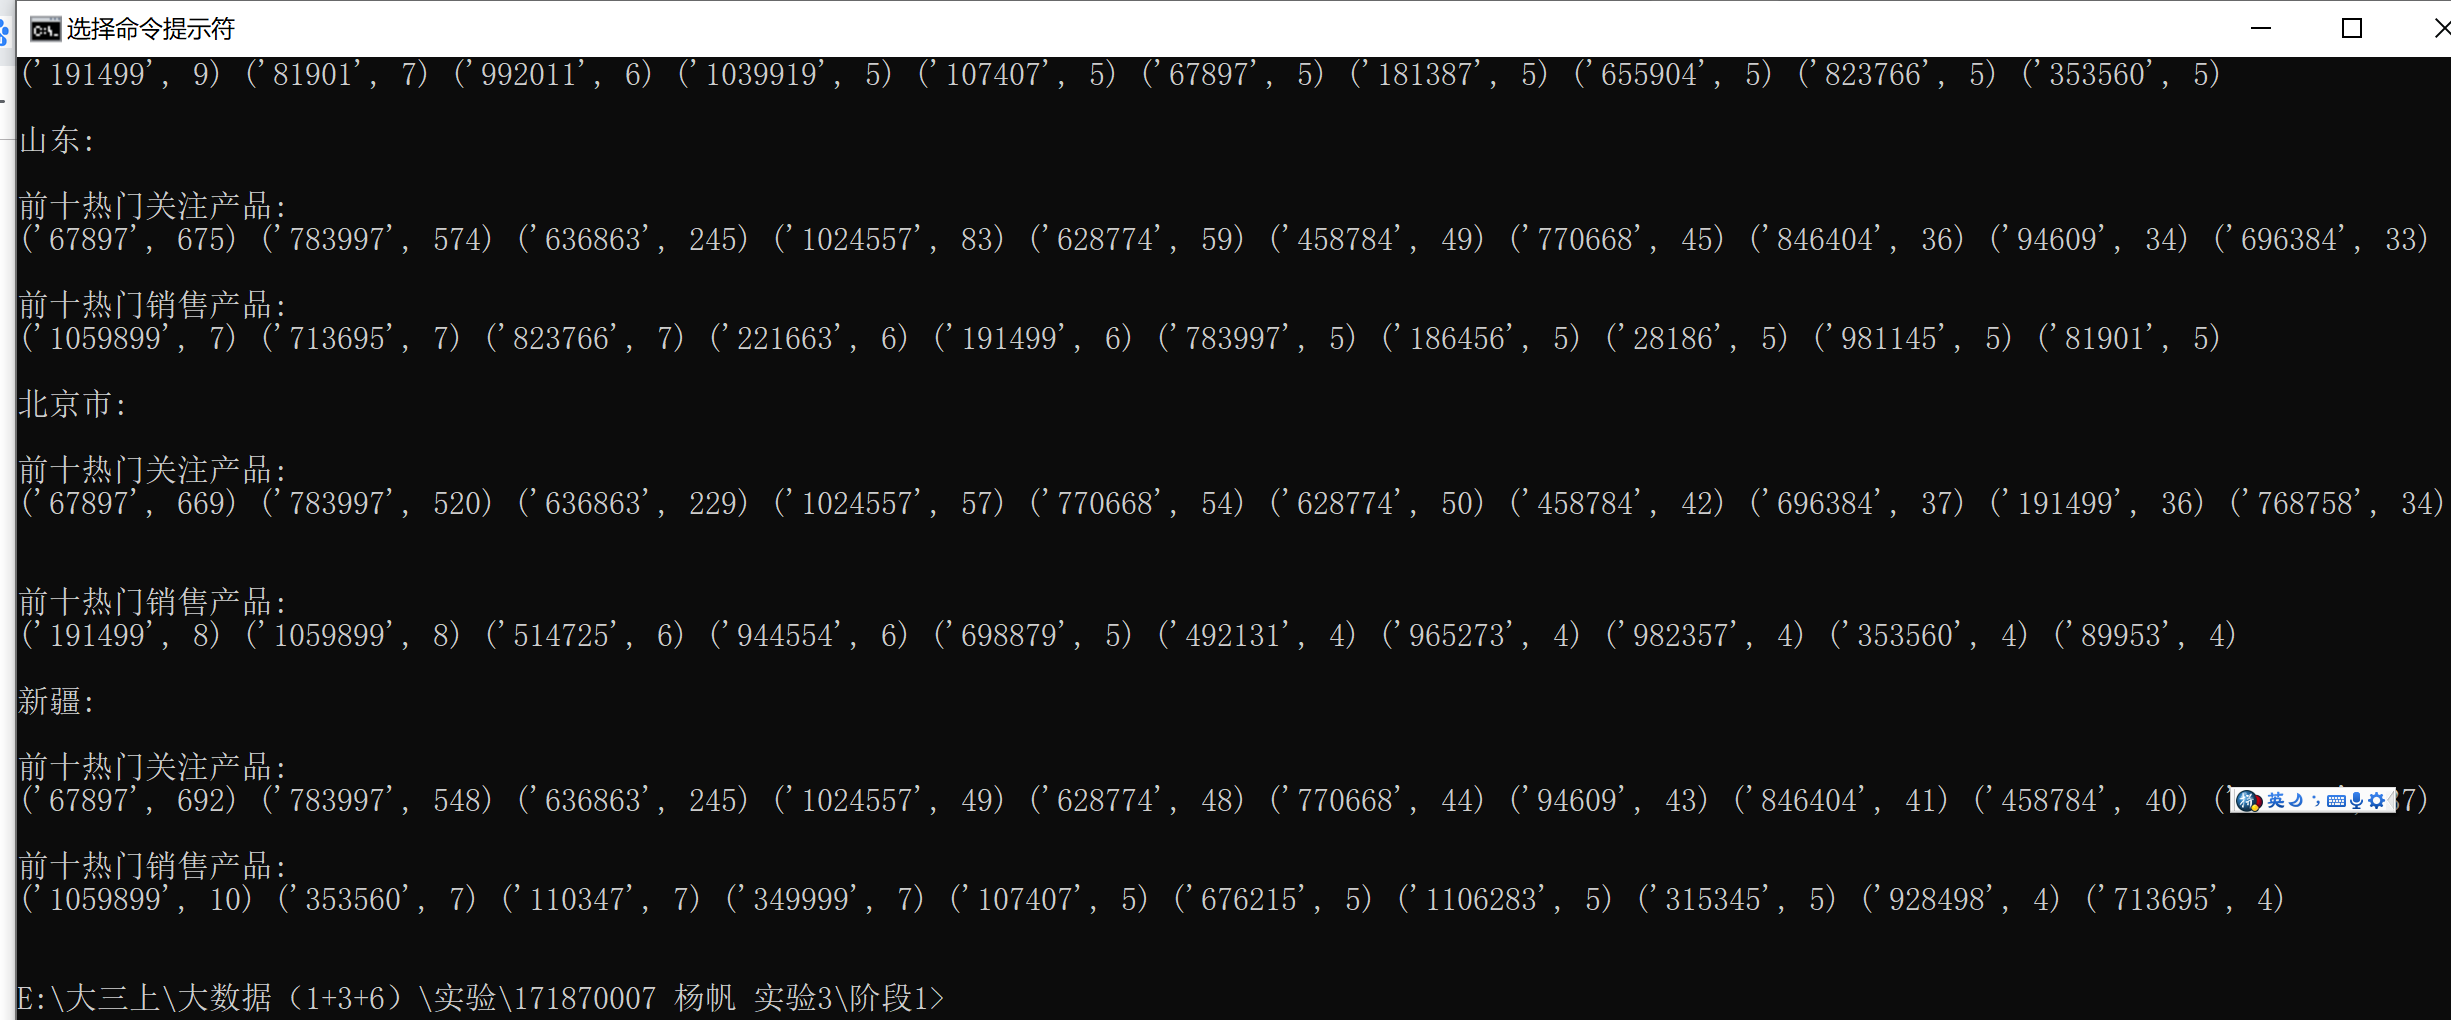 选择命令提示符
('191499', 9) ('81901', 7) ('992011', 6) ('1039919', 5) ('107407', 5) ('67897', 5) ('181387', 5) ('655904', 5) ('823766', 5) ('353560', 5)
山东:
前十热门关注产品:
('67897', 675) ('783997', 574) ('636863', 245) ('1024557', 83) ('628774', 59) ('458784', 49) ('770668', 45) ('846404', 36) ('94609', 34) ('696384', 33)
前十热门销售产品:
('1059899', 7) ('713695', 7) ('823766', 7) ('221663', 6) ('191499', 6) ('783997', 5) ('186456', 5) ('28186', 5) ('981145', 5) ('81901', 5)
北京市:
前十热门关注产品:
('67897', 669) ('783997', 520) ('636863', 229) ('1024557', 57) ('770668', 54) ('628774', 50) ('458784', 42) ('696384', 37) ('191499', 36) ('768758', 34)
前十热门销售产品:
('191499', 8) ('1059899', 8) ('514725', 6) ('944554', 6) ('698879', 5) ('492131', 4) ('965273', 4) ('982357', 4) ('353560', 4) ('89953', 4)
新疆:
前十热门关注产品:
('67897', 692) ('783997', 548) ('636863', 245) ('1024557', 49) ('628774', 48) ('770668', 44) ('94609', 43) ('846404', 41) ('458784', 40) (' 英 7)
前十热门销售产品:
('1059899', 10) ('353560', 7) ('110347', 7) ('349999', 7) ('107407', 5) ('676215', 5) ('1106283', 5) ('315345', 5) ('928498', 4) ('713695', 4)
E:\大三上\大数据（1+3+6）\实验\171870007 杨帆 实验3\阶段1>